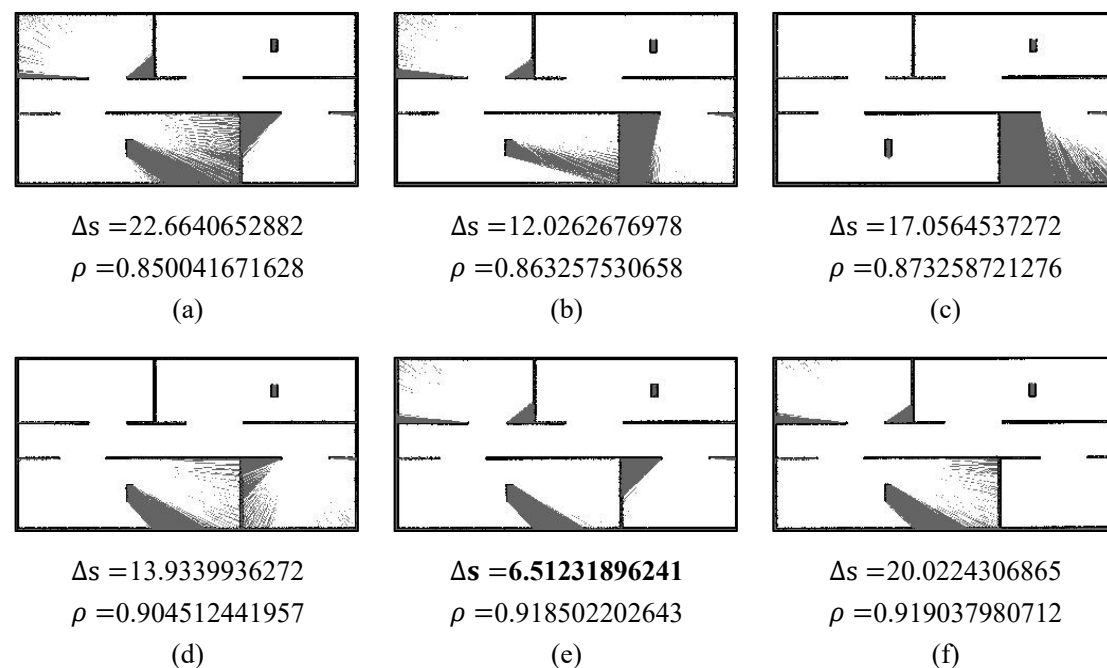 Δs =22.6640652882 Δs =12.0262676978 Δs =17.0564537272
ρ =0.850041671628 ρ =0.863257530658 ρ =0.873258721276
(a) (b) (c)
Δs =13.9339936272 Δs =6.51231896241 Δs =20.0224306865
ρ =0.904512441957 ρ =0.918502202643 ρ =0.919037980712
(d) (e) (f)